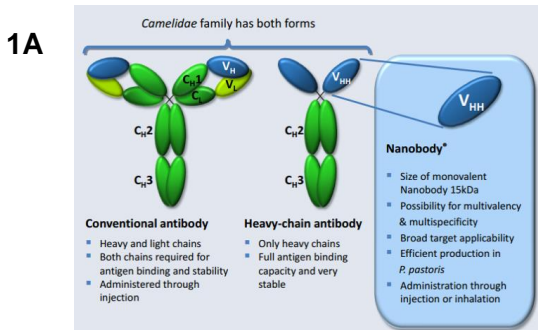 1A
Camelidae family has both forms
VH
CH1
VL
CL
CH2
CH3
VHH
CH2
CH3
VHH
Conventional antibody
▪ Heavy and light chains
▪ Both chains required for
antigen binding and stability
▪ Administered through
injection
Heavy-chain antibody
▪ Only heavy chains
▪ Full antigen binding
capacity and very
stable
Nanobody®
▪ Size of monovalent
Nanobody 15kDa
▪ Possibility for multivalency
& multispecificity
▪ Broad target applicability
▪ Efficient production in
P. pastoris
▪ Administration through
injection or inhalation